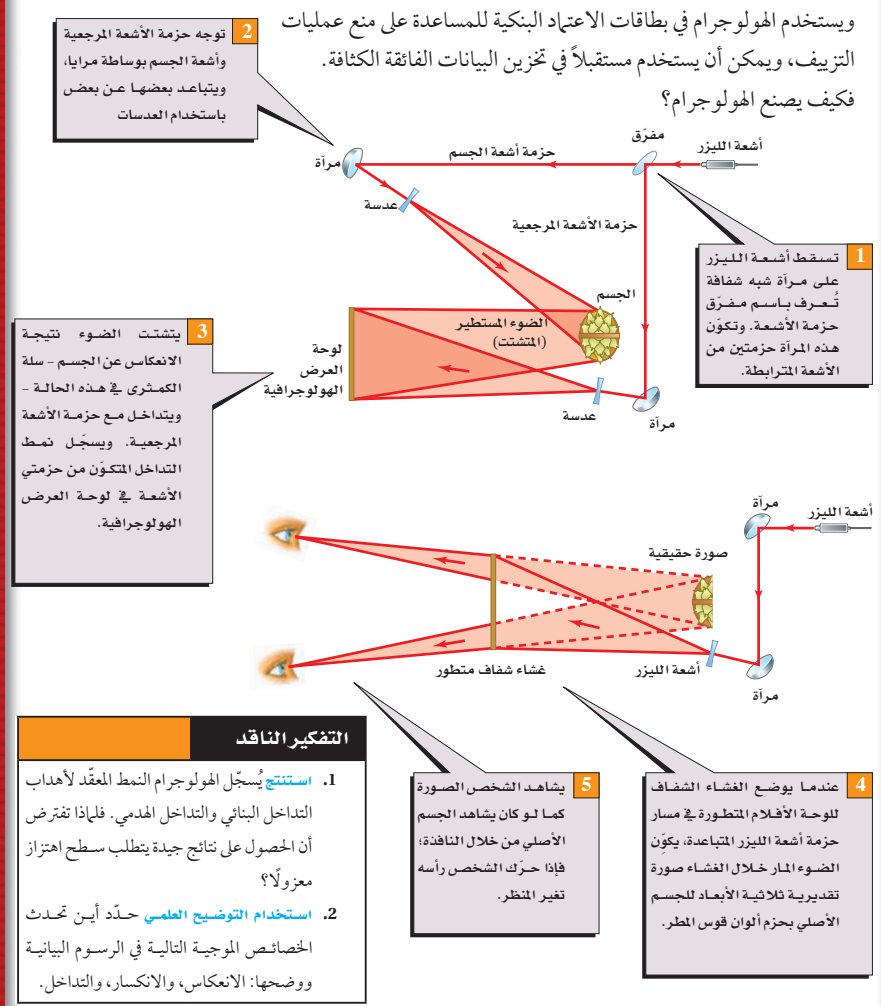 ويستخدم الهولوجرام في بطاقات الاعتماد البنكية للمساعدة على منع عمليات
التزييف، ويمكن أن يستخدم مستقبلاً في تخزين البيانات الفائقة الكثافة.
فكيف يصنع الهولوجرام؟
2 توجه حزمة الأشعة المرجعية
وأشعة الجسم بوساطة مرايا،
ويتباعد بعضها عن بعض
باستخدام العدسات
أشعة الليزر
مفرّق
حزمة أشعة الجسم
مرآة
عدسة
حزمة الأشعة المرجعية
1 تسقط أشعة الليزر
على مرآة شبه شفافة
تُعرف باسم مفرّق
حزمة الأشعة. وتكوّن
هذه المرآة حزمتين من
الأشعة المترابطة.
الجسم
الضوء المستطير
(المتشتت)
لوحة
العرض
الهولوجرافية
عدسة
مرآة
3 يتشتت الضوء نتيجة
الانعكاس عن الجسم – سلة
الكمثرى في هذه الحالة –
ويتداخل مع حزمة الأشعة
المرجعية. ويسجّل نمط
التداخل المتكوّن من حزمتي
الأشعة في لوحة العرض
الهولوجرافية.
مرآة
أشعة الليزر
صورة حقيقية
غشاء شفاف متطور
أشعة الليزر
مرآة
4 عندما يوضع الغشاء الشفاف
للوحة الأفلام المتطورة في مسار
حزمة أشعة الليزر المتباعدة، يكوّن
الضوء المار خلال الغشاء صورة
تقديرية ثلاثية الأبعاد للجسم
الأصلي بحزم ألوان قوس المطر.
5 يشاهد الشخص الصورة
كما لو كان يشاهد الجسم
الأصلي من خلال النافذة؛
فإذا حرّك الشخص رأسه
تغير المنظر.
التفكير الناقد
1. استنتج يُسجّل الهولوجرام النمط المعقّد لأهداب
التداخل البنائي والتداخل الهدمي. فلماذا تفترض
أن الحصول على نتائج جيدة يتطلب سطح اهتزاز
معزولًا؟
2. استخدام التوضيح العلمي حدّد أين تحدث
الخصائص الموجية التالية في الرسوم البيانية
ووضحها: الانعكاس، والانكسار، والتداخل.